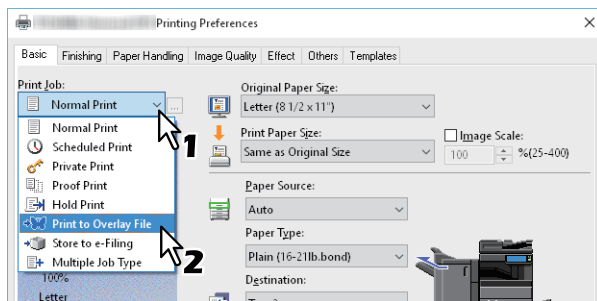 Printing Preferences
Basic Finishing Paper Handling Image Quality Effect Others Templates
Print Job:
Normal Print
...
Normal Print
Scheduled Print
Private Print
Proof Print
Hold Print
Print to Overlay File
Store to e-Filing
Multiple Job Type
100%
Letter
1
2
Original Paper Size:
Letter (8 1/2 x 11")
Print Paper Size:
Same as Original Size
Image Scale:
100 %(25-400)
Paper Source:
Auto
Paper Type:
Plain (16-21lb.bond)
Destination: